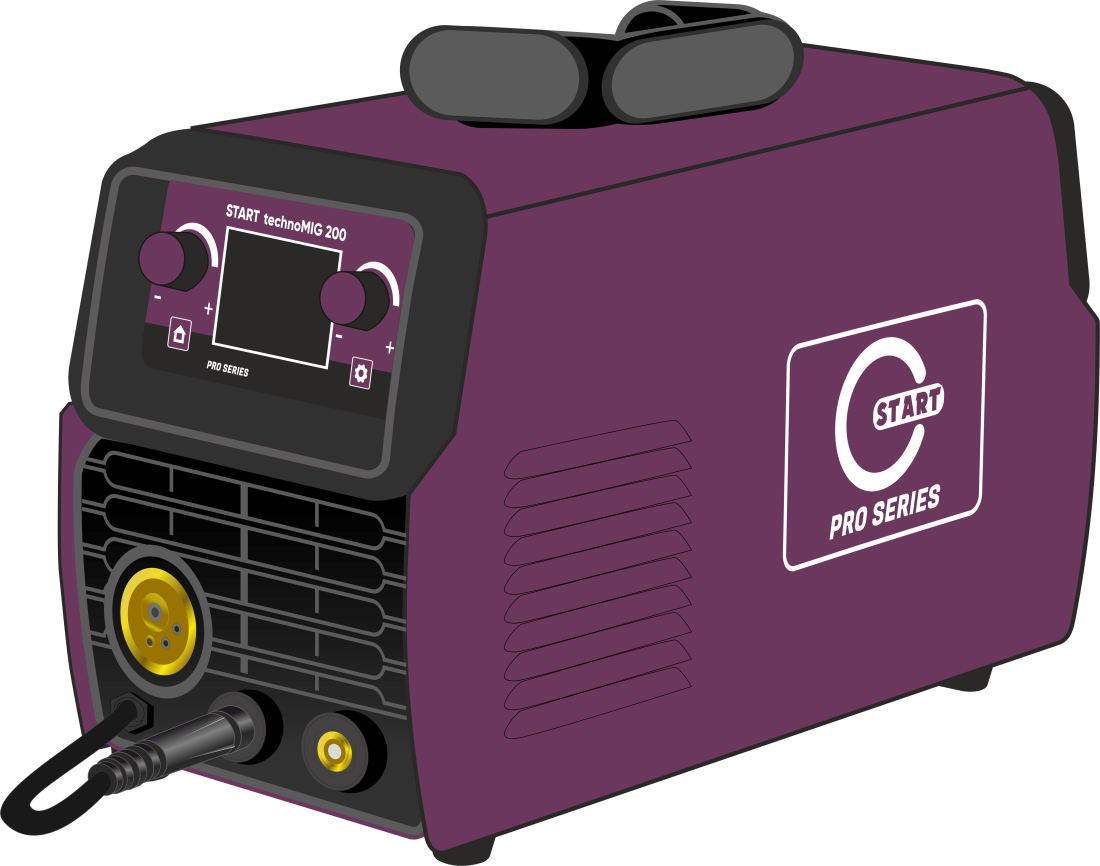 START technoMIG 200
-
+
-
+
PRO SERIES
START
PRO SERIES